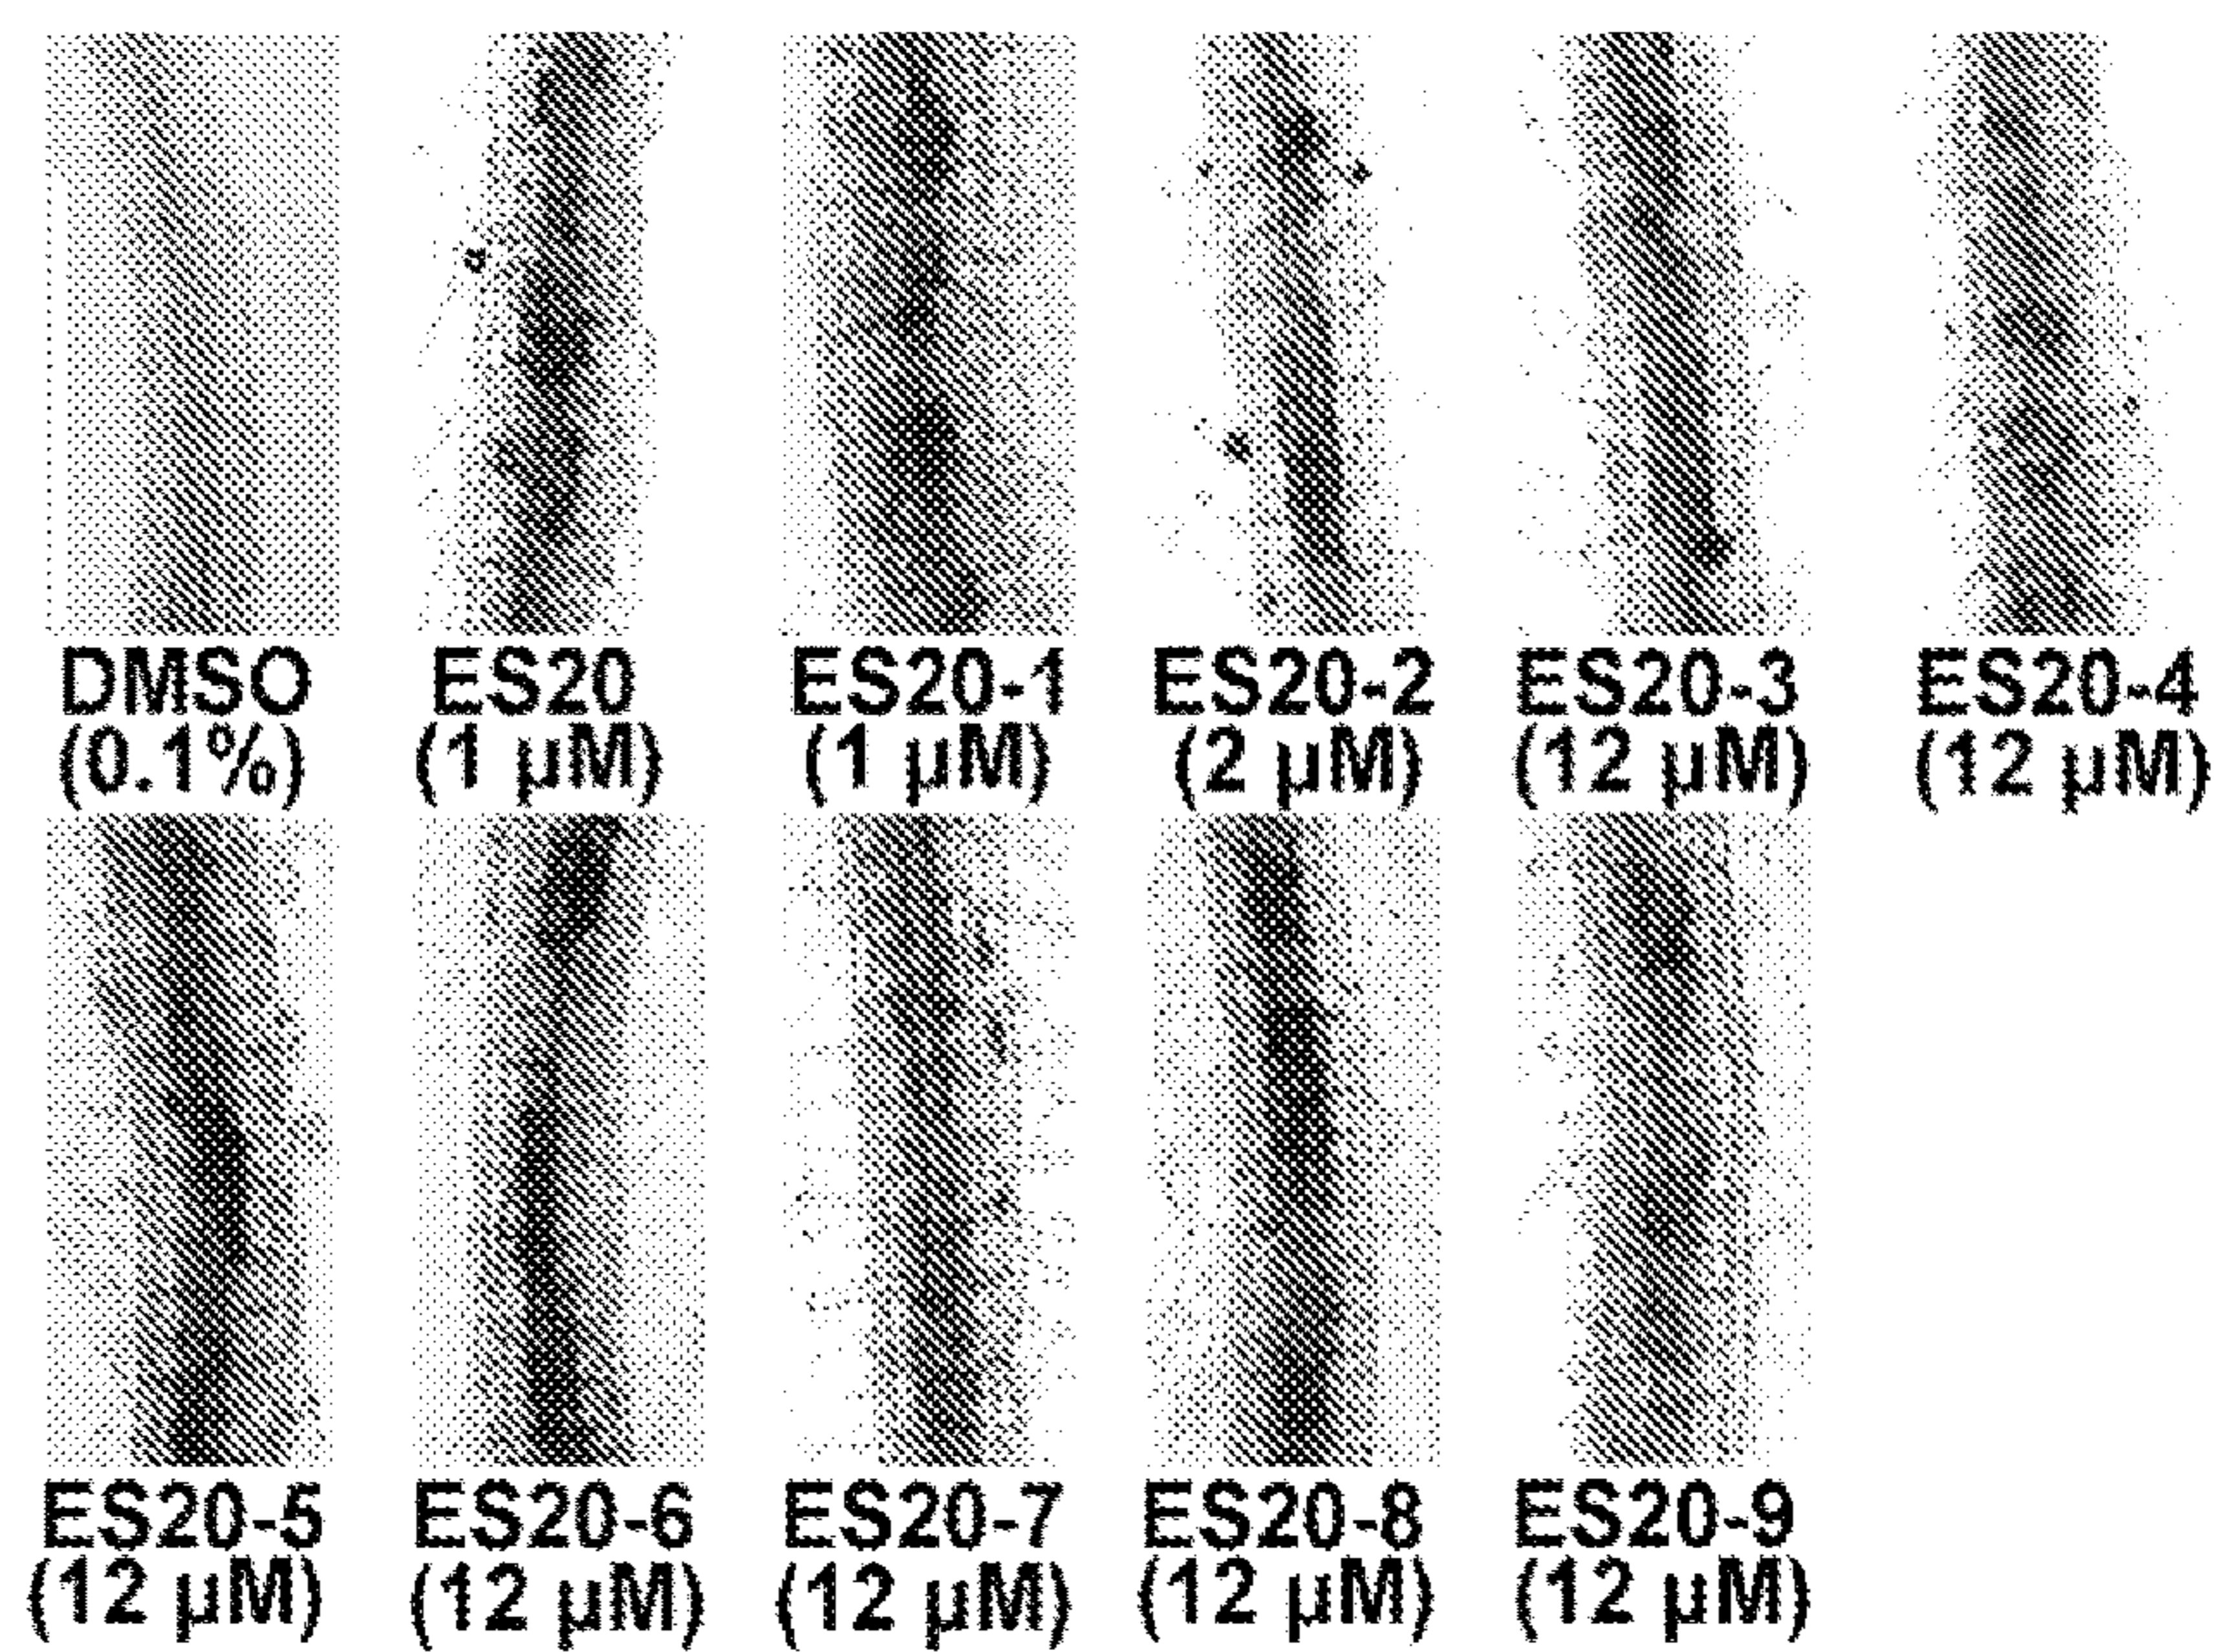 DMSO ES20 ES20-1 ES20-2 ES20-3 ES20-4
(0.1%) (1 µM) (1 µM) (2 µM) (12 µM) (12 µM)
ES20-5 ES20-6 ES20-7 ES20-8 ES20-9
(12 µM) (12 µM) (12 µM) (12 µM) (12 µM)